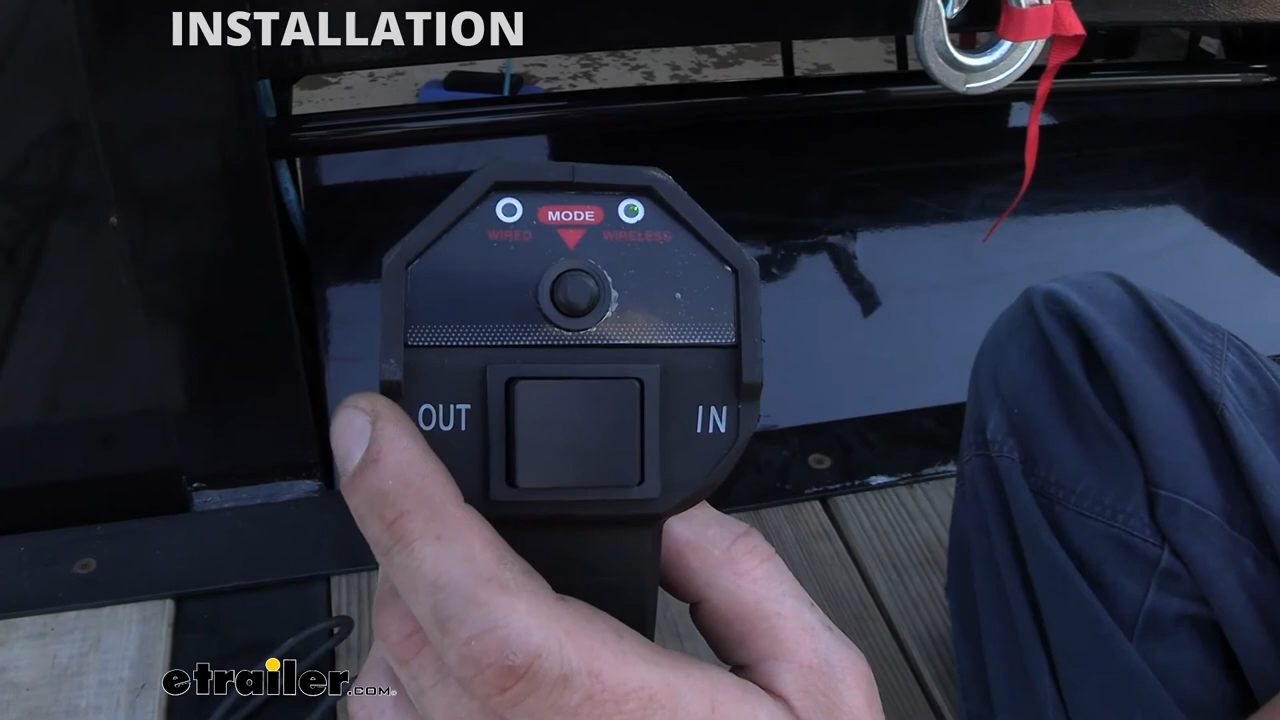 INSTALLATION
MODE
WIRED WIRELESS
OUT IN
etrailer.COM